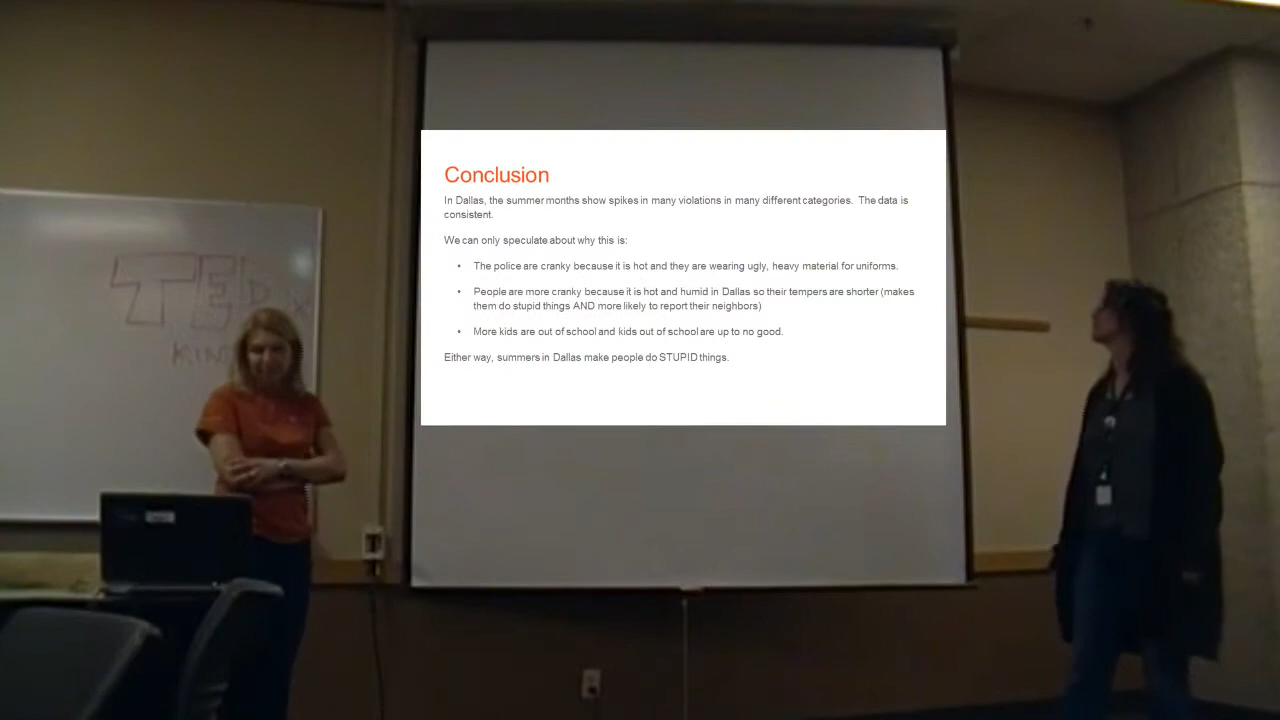 Conclusion
In Dallas, the summer months show spikes in many violations in many different categories. The data is
consistent.
We can only speculate about why this is:
• The police are cranky because it is hot and they are wearing ugly, heavy material for uniforms.
• People are more cranky because it is hot and humid in Dallas so their tempers are shorter (makes
them do stupid things AND more likely to report their neighbors)
• More kids are out of school and kids out of school are up to no good.
Either way, summers in Dallas make people do STUPID things.